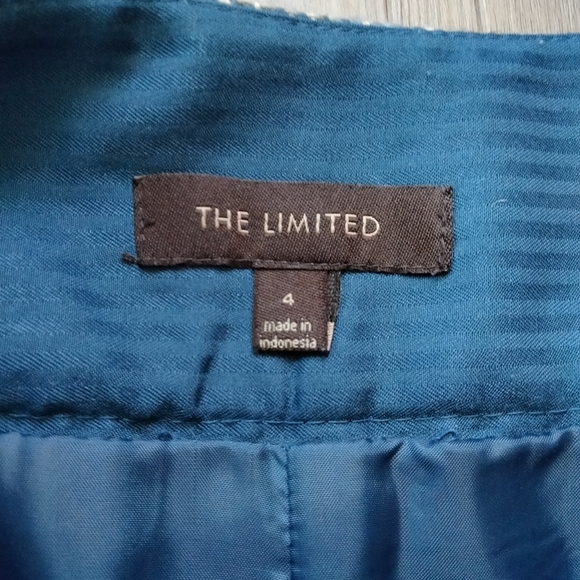 THE LIMITED
4
made in
indonesia